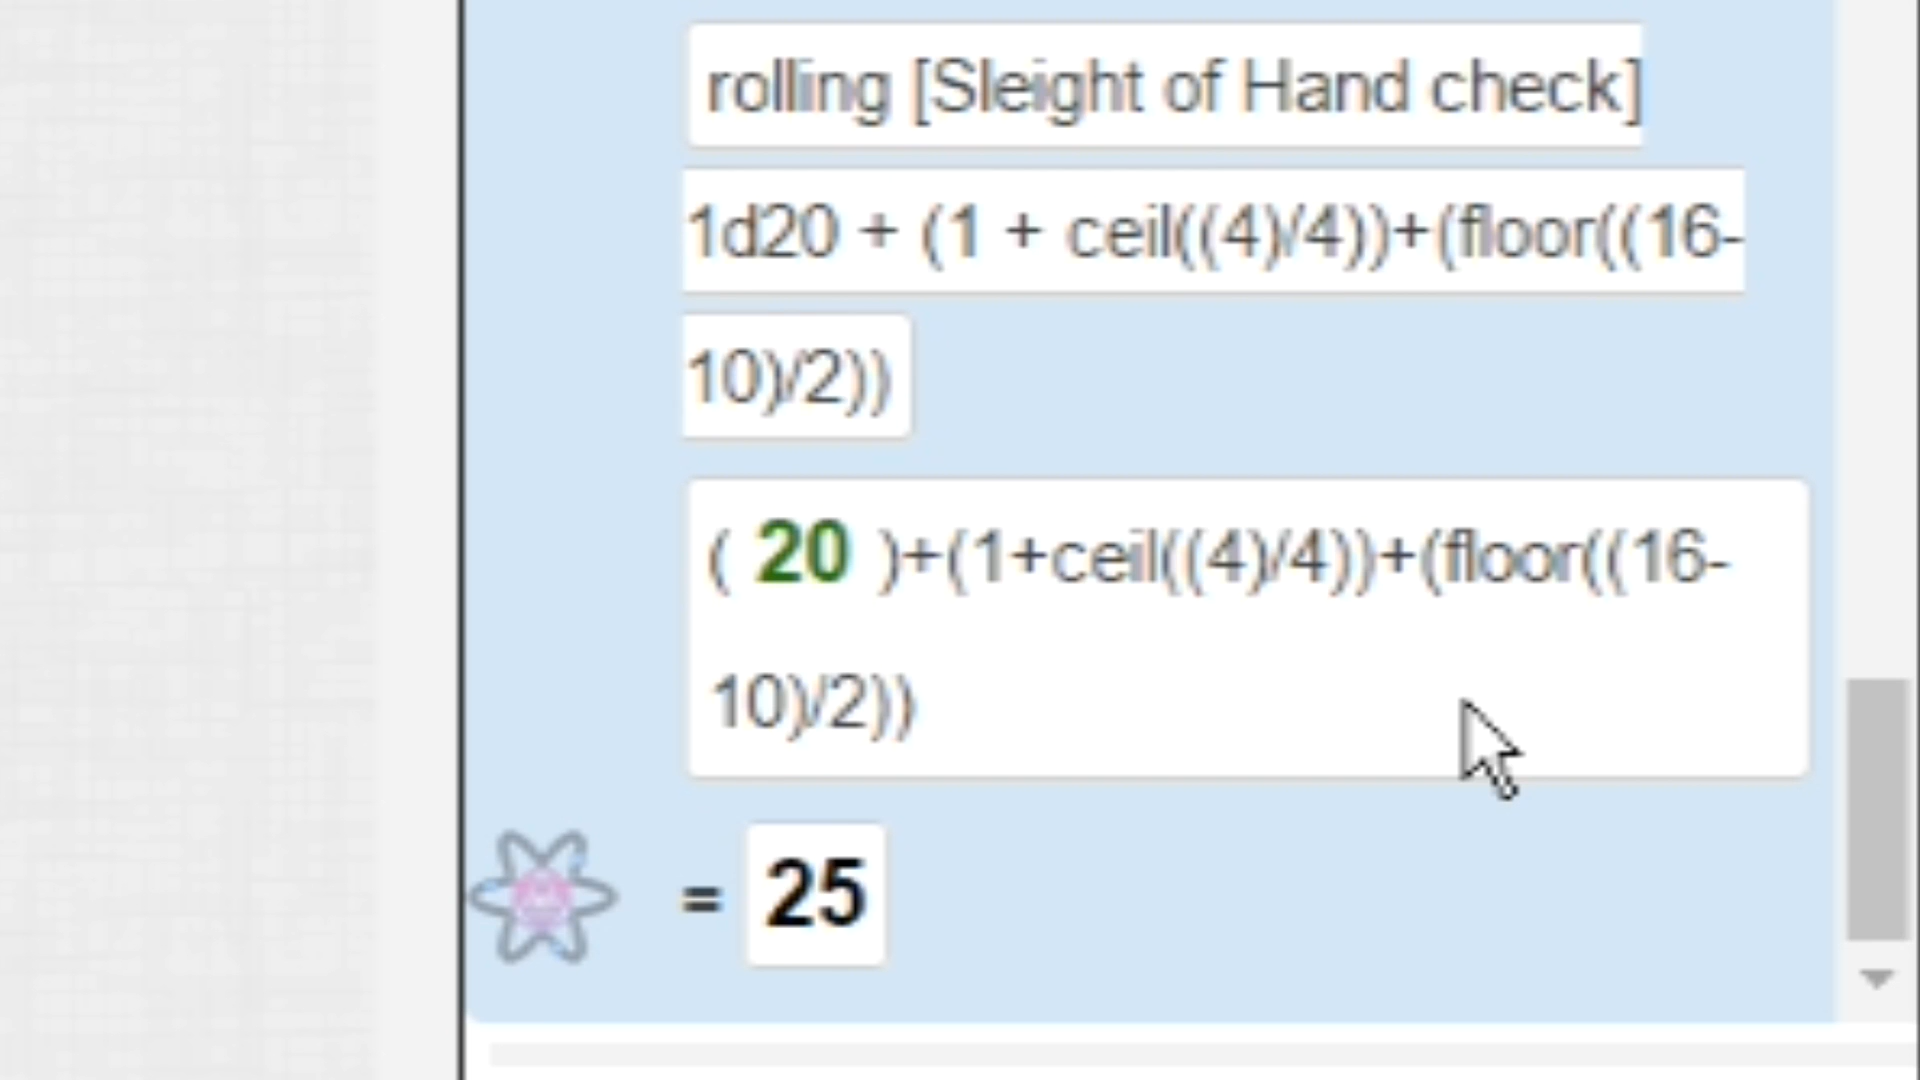 rolling [Sleight of Hand check]
1d20 + (1 + ceil((4)/4))+(floor((16-
10)/2))
( 20 )+(1+ceil((4)/4))+(floor((16-
10)/2))
= 25